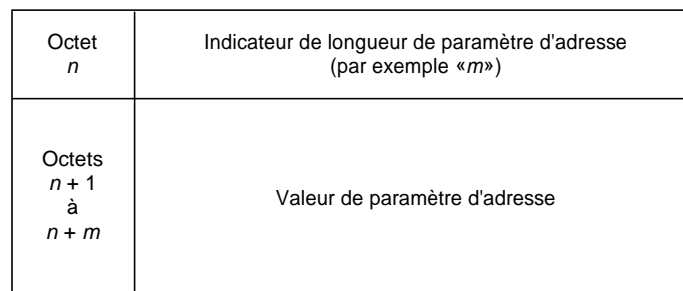 Octet
n
Indicateur de longueur de paramètre d'adresse
(par exemple «m»)
Octets
n + 1
à
n + m
Valeur de paramètre d'adresse